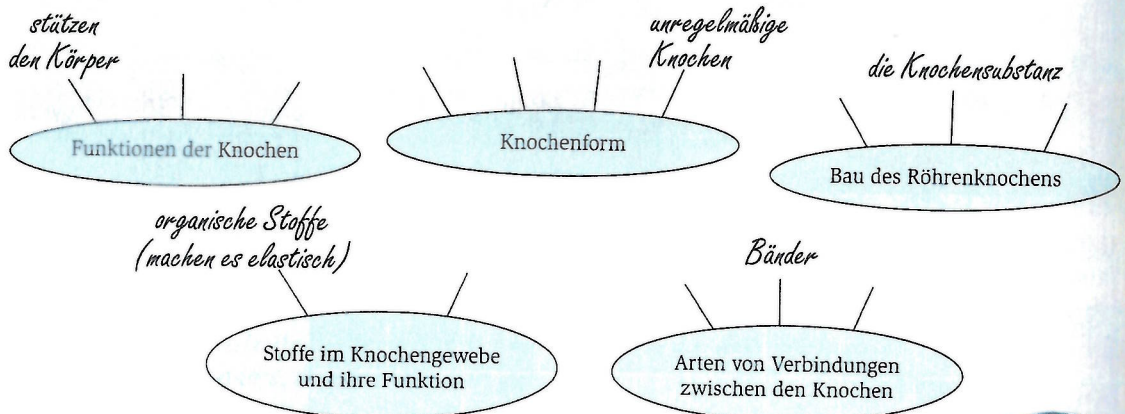 stützen
den Körper
Funktionen der Knochen
unregelmäßige
Knochen
Knochenform
die Knochensubstanz
Bau des Röhrenknochens
organische Stoffe
(machen es elastisch)
Stoffe im Knochengewebe
und ihre Funktion
Bänder
Arten von Verbindungen
zwischen den Knochen